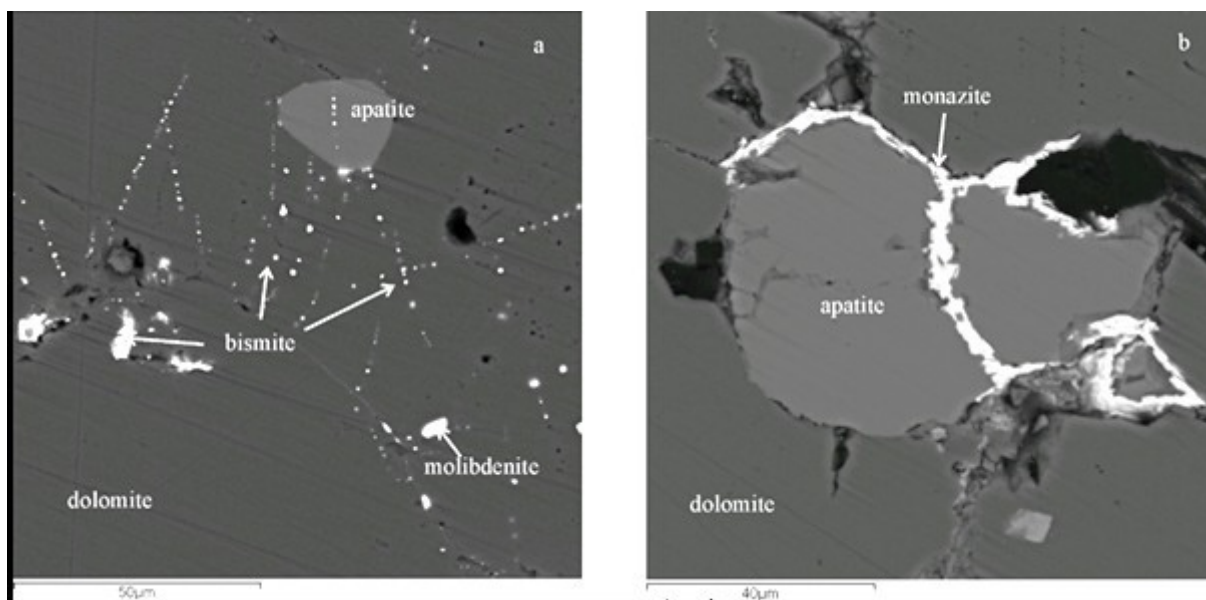 a
apatite
bismite
molibdenite
dolomite
50µm
b
monazite
apatite
dolomite
40µm